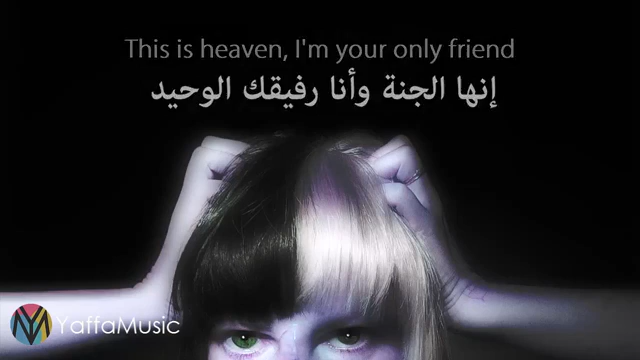 This is heaven, I'm your only friend
إنها الجنة وأنا رفيقك الوحيد
YaffaMusic